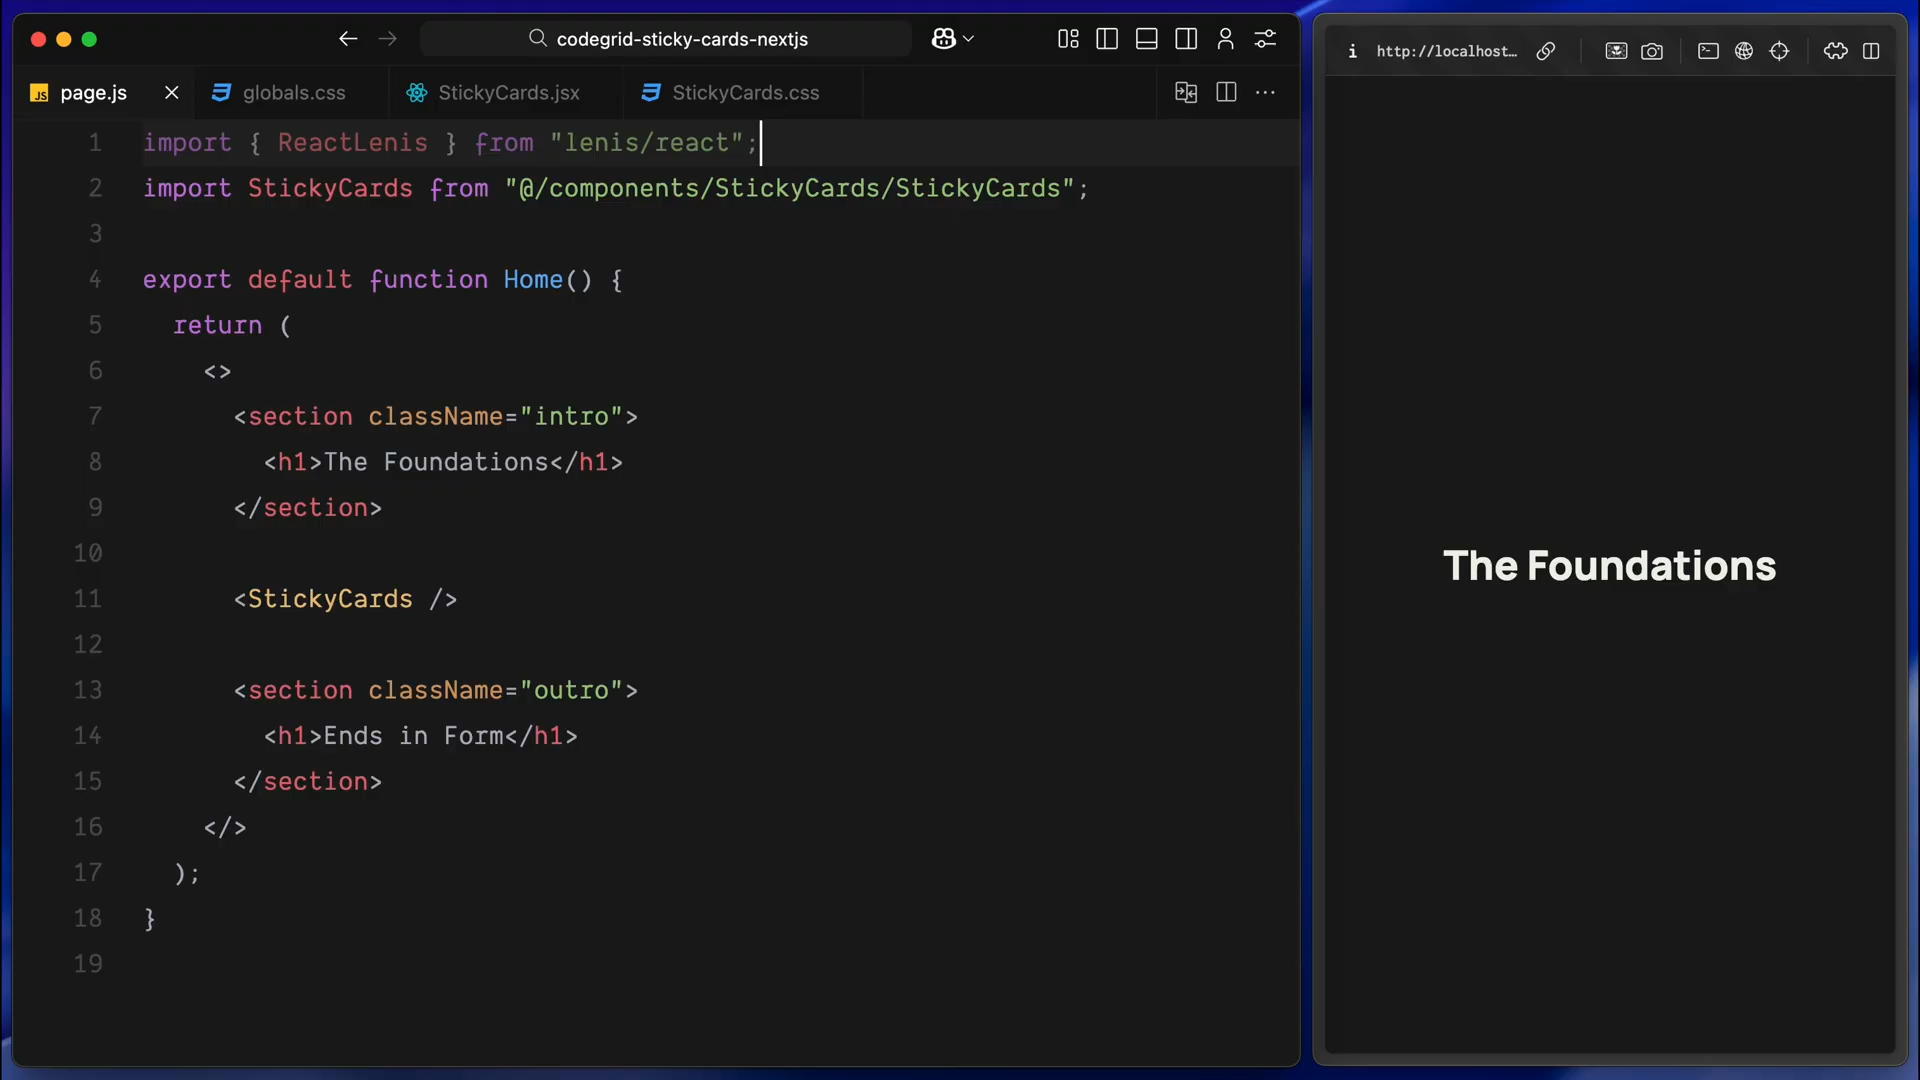 codegrid-sticky-cards-nextjs
JS page.js
globals.css
StickyCards.jsx
StickyCards.css
1 import { ReactLenis } from "lenis/react";
2 import StickyCards from "@/components/StickyCards/StickyCards";
3
4 export default function Home() {
5 return (
6 <>
7 <section className="intro">
8 <h1>The Foundations</h1>
9 </section>
10
11 <StickyCards />
12
13 <section className="outro">
14 <h1>Ends in Form</h1>
15 </section>
16 </>
17 );
18 }
19
http://localhost…
The Foundations